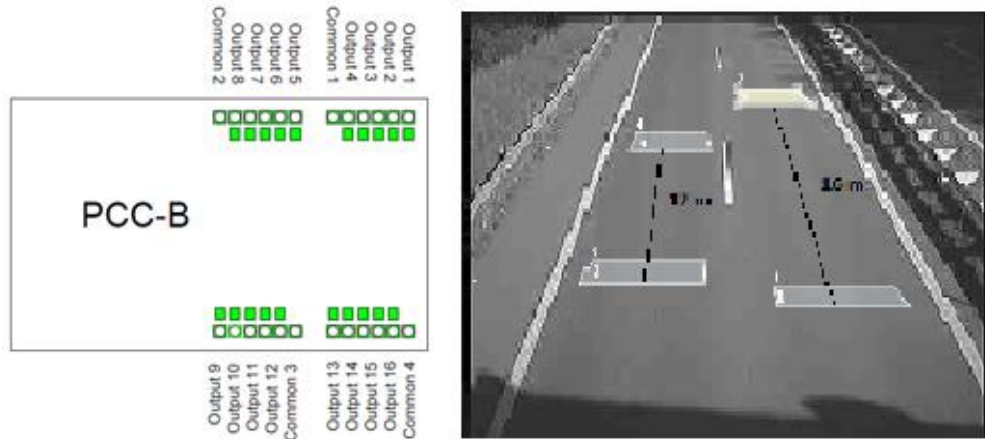 Common 2
Output 8
Output 7
Output 6
Output 5
Common 1
Output 4
Output 3
Output 2
Output 1
PCC-B
Output 9
Output 10
Output 11
Output 12
Common 3
Output 13
Output 14
Output 15
Output 16
Common 4